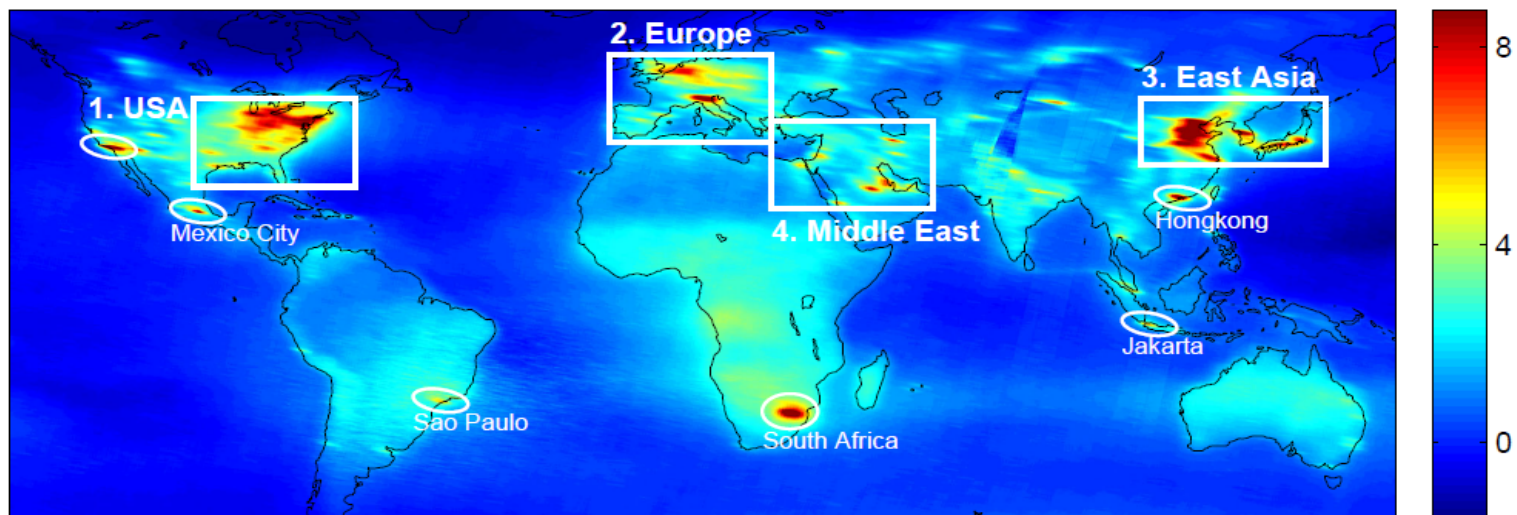 2. Europe
8
3. East Asia
1. USA
Mexico City
Hongkong
4. Middle East
4
Jakarta
Sao Paulo
South Africa
0